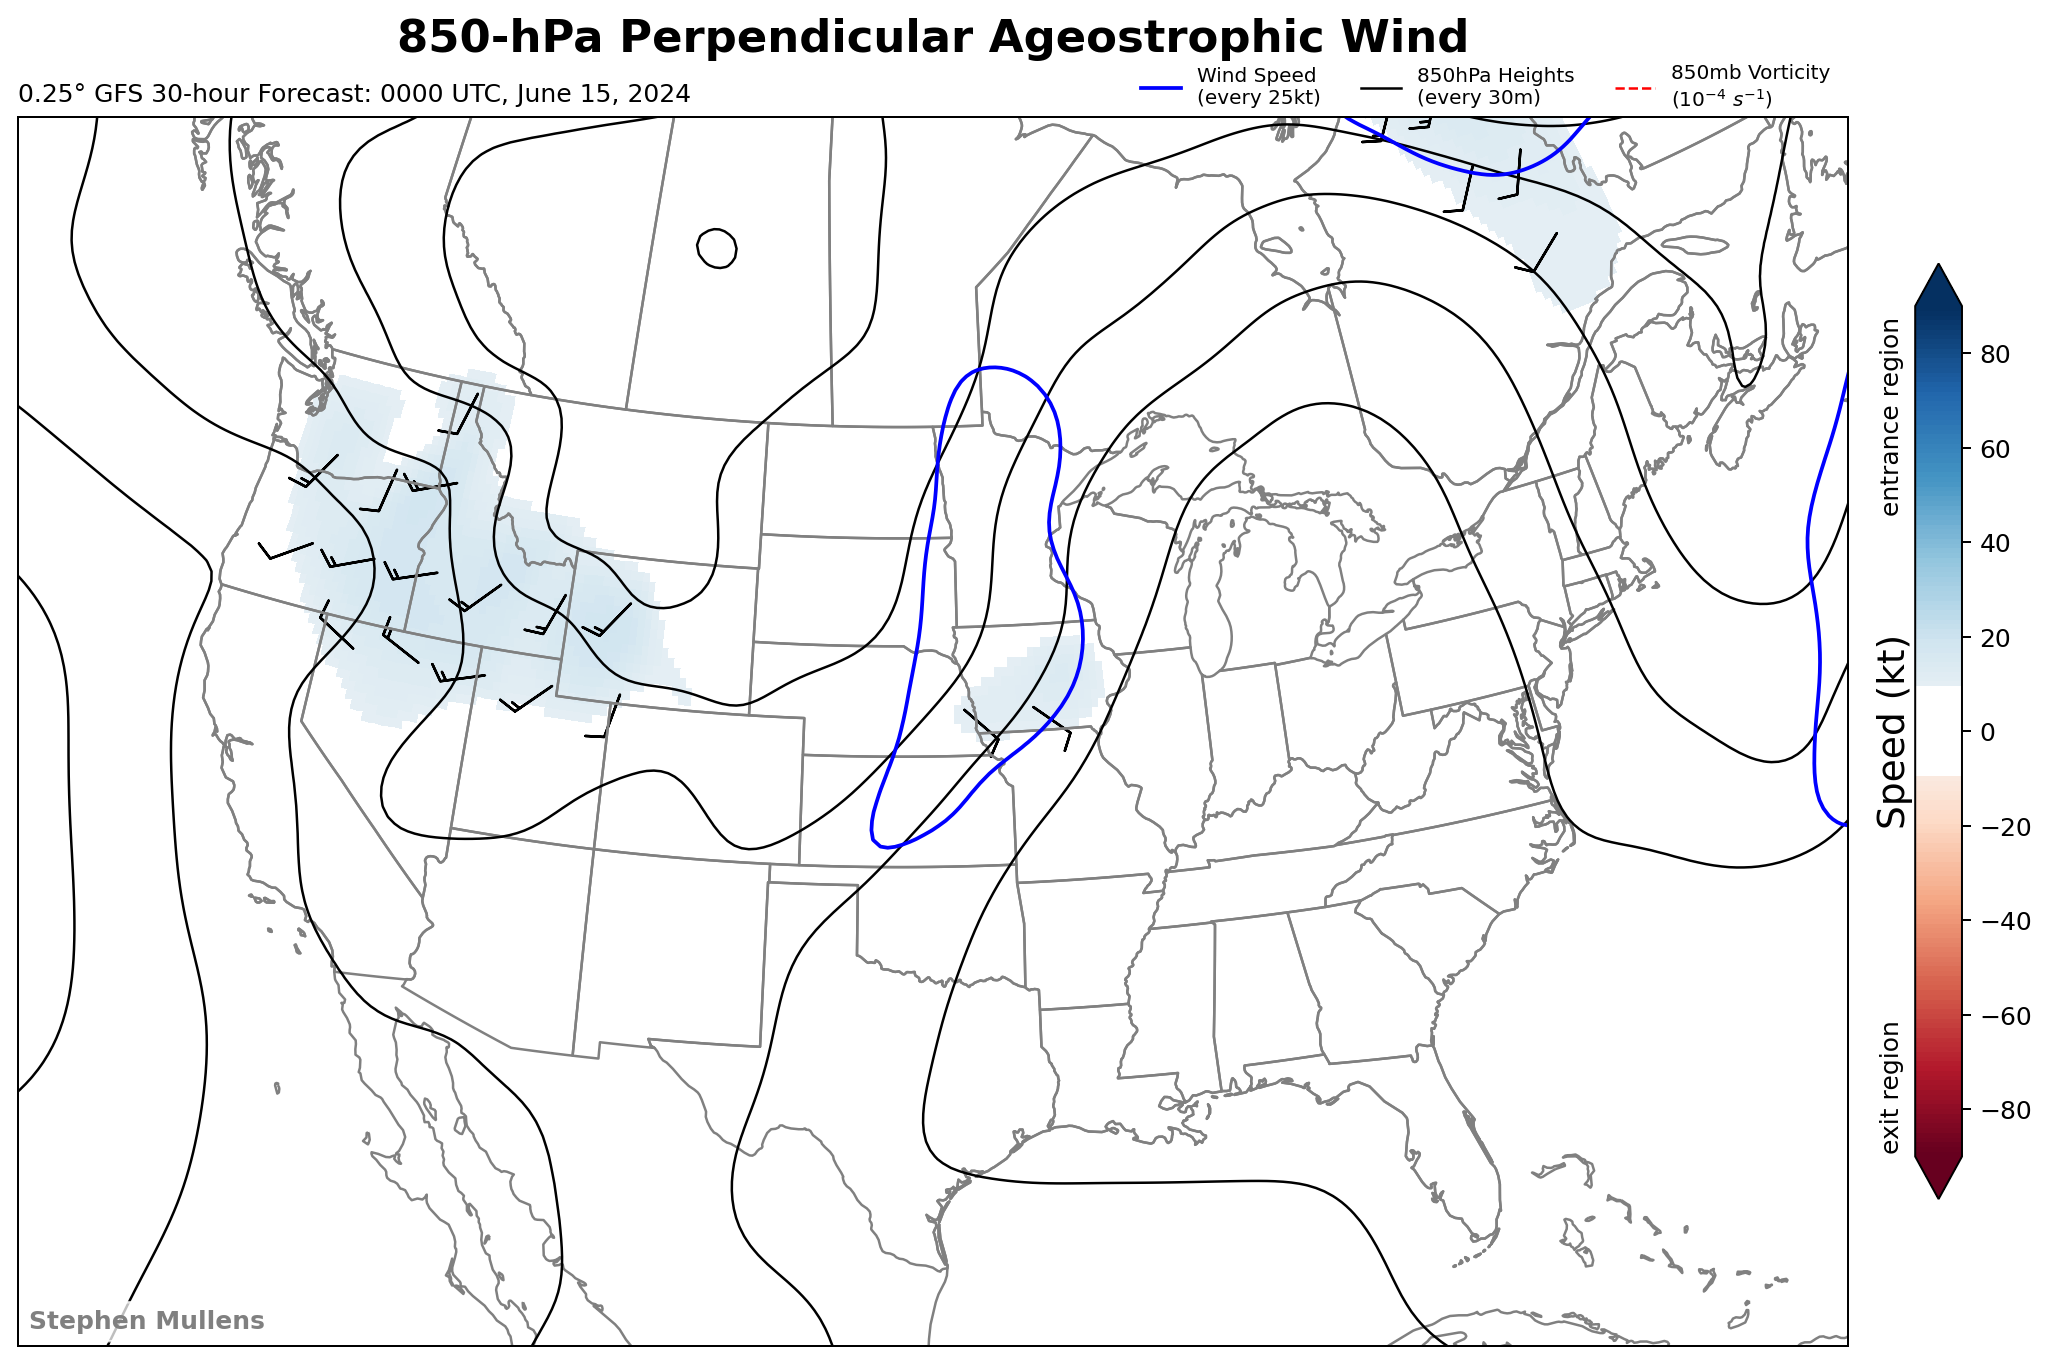 850-hPa Perpendicular Ageostrophic Wind
0.25° GFS 30-hour Forecast: 0000 UTC, June 15, 2024
Wind Speed
(every 25kt)
850hPa Heights
(every 30m)
850mb Vorticity
(10⁻⁴ s⁻¹)
entrance region
Speed (kt)
exit region
80
60
40
20
0
−20
−40
−60
−80
Stephen Mullens